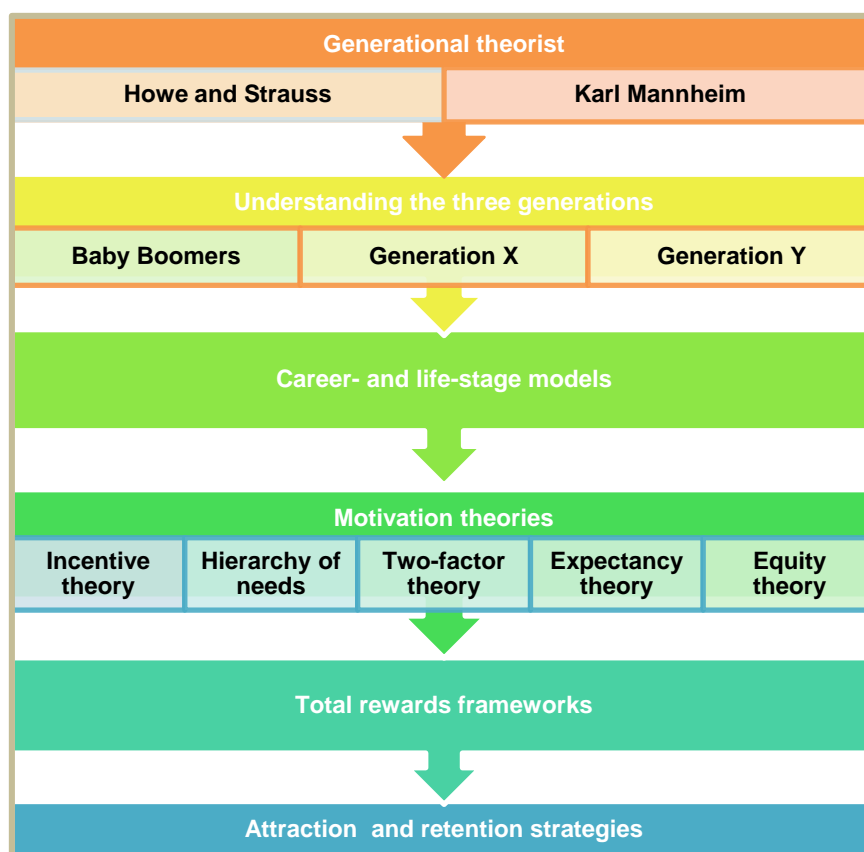 Generational theorist
Howe and Strauss
Karl Mannheim
Understanding the three generations
Baby Boomers
Generation X
Generation Y
Career- and life-stage models
Motivation theories
Incentive
theory
Hierarchy of
needs
Two-factor
theory
Expectancy
theory
Equity
theory
Total rewards frameworks
Attraction and retention strategies